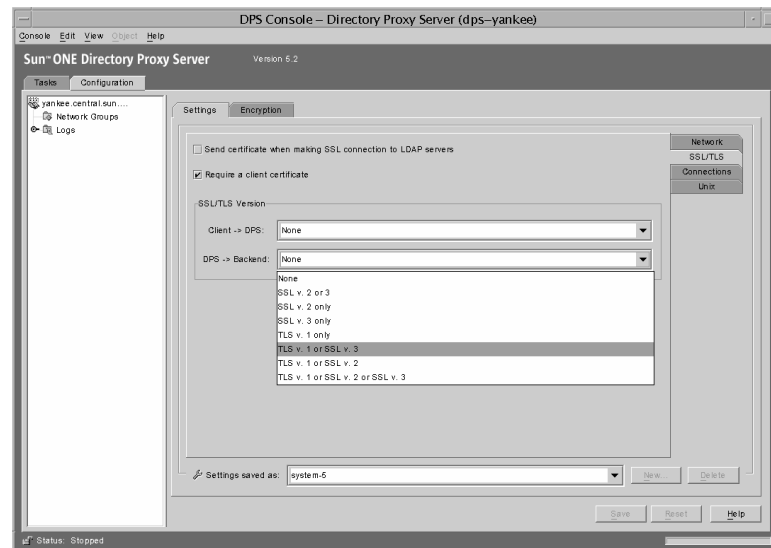 DPS Console – Directory Proxy Server (dps–yankee)
Console Edit View Object Help
Sun™ ONE Directory Proxy Server Version 5.2
Tasks Configuration
yankee.central.sun....
Network Groups
Logs
Settings Encryption
Network
SSL/TLS
Connections
Unix
Send certificate when making SSL connection to LDAP servers
Require a client certificate
SSL/TLS Version
Client -> DPS: None
DPS -> Backend: None
None
SSL v. 2 or 3
SSL v. 2 only
SSL v. 3 only
TLS v. 1 only
TLS v. 1 or SSL v. 3
TLS v. 1 or SSL v. 2
TLS v. 1 or SSL v. 2 or SSL v. 3
Settings saved as: system-5 New... Delete
Save Reset Help
Status: Stopped